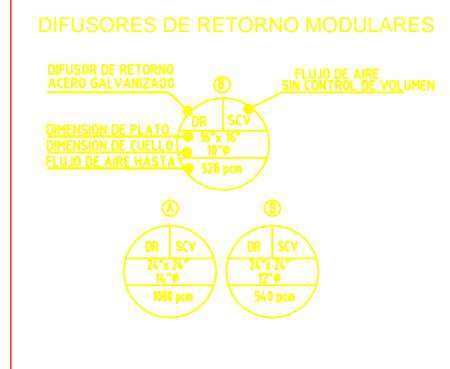 DIFUSORES DE RETORNO MODULARES
DIFUSOR DE RETORNO
ACERO GALVANIZADO
B
FLUJO DE AIRE
SIN CONTROL DE VOLUMEN
DR SCV
DIMENSION DE PLATO 16"x 16"
DIMENSION DE CUELLO 10"ø
FLUJO DE AIRE HASTA 528 pcm
A
DR SCV
24"x 24"
14"ø
1080 pcm
B
DR SCV
24"x 24"
12"ø
540 pcm